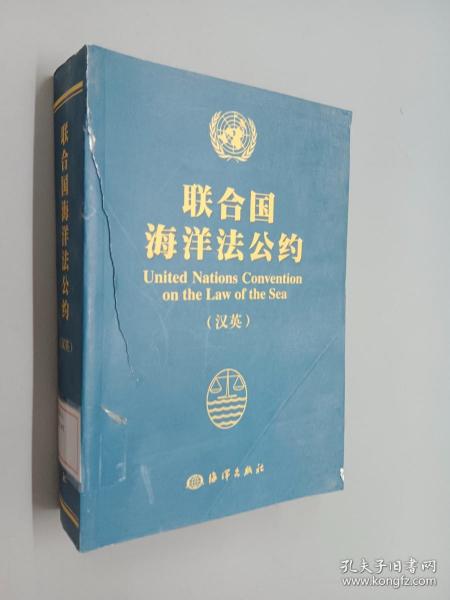 联合国
海洋法公约
United Nations Convention
on the Law of the Sea
（汉英）
海洋出版社
联合国海洋法公约
（汉英）
孔夫子旧书网
www.kongfz.com